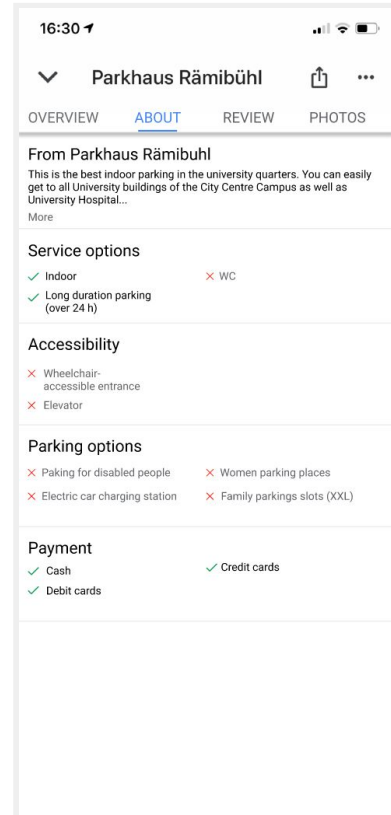 16:30
Parkhaus Rämibühl
OVERVIEW ABOUT REVIEW PHOTOS
From Parkhaus Rämibuhl
This is the best indoor parking in the university quarters. You can easily
get to all University buildings of the City Centre Campus as well as
University Hospital...
More
Service options
Indoor
WC
Long duration parking
(over 24 h)
Accessibility
Wheelchair-
accessible entrance
Elevator
Parking options
Paking for disabled people
Women parking places
Electric car charging station
Family parkings slots (XXL)
Payment
Cash
Credit cards
Debit cards